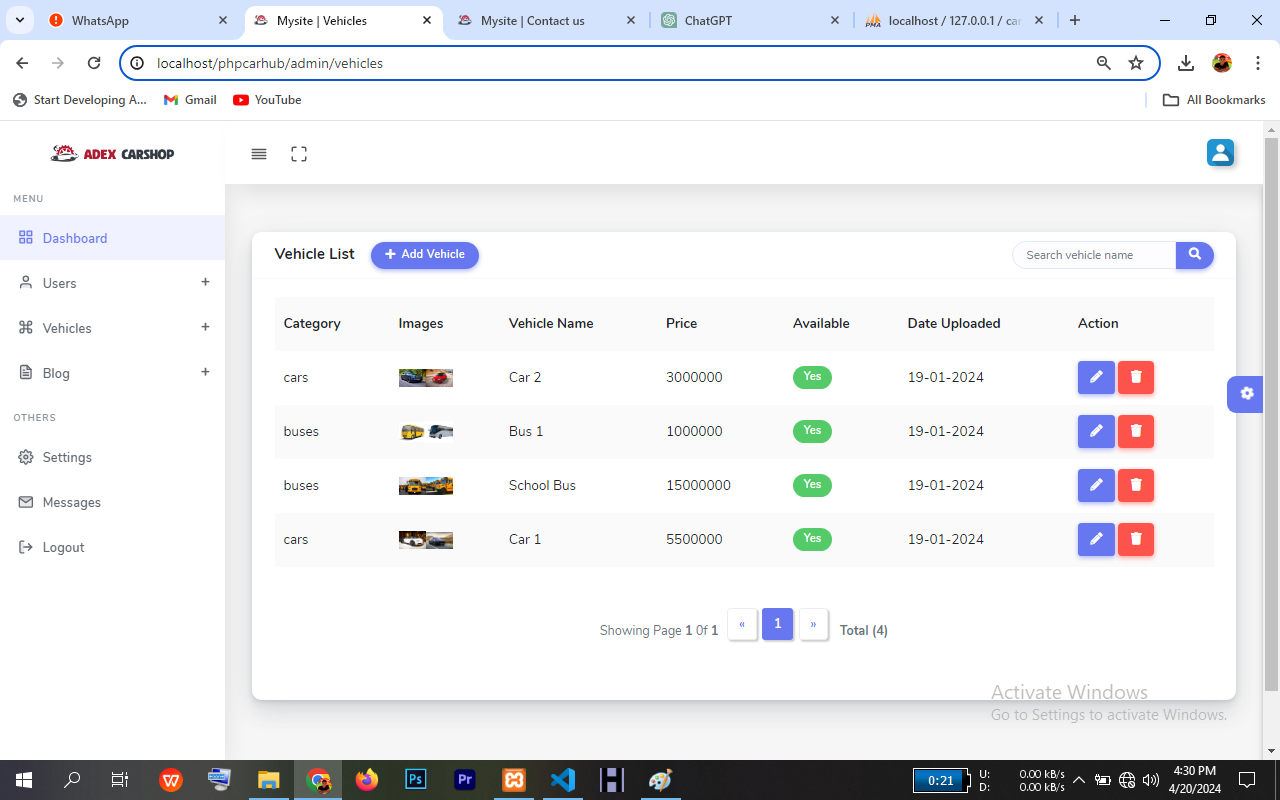 WhatsApp
Mysite | Vehicles
Mysite | Contact us
ChatGPT
localhost / 127.0.0.1 / ca
localhost/phpcarhub/admin/vehicles
Start Developing A...
Gmail
YouTube
All Bookmarks
ADEX CARSHOP
MENU
Dashboard
Users +
Vehicles +
Blog +
OTHERS
Settings
Messages
Logout
Vehicle List
+ Add Vehicle
Search vehicle name
Category Images Vehicle Name Price Available Date Uploaded Action
cars Car 2 3000000 Yes 19-01-2024
buses Bus 1 1000000 Yes 19-01-2024
buses School Bus 15000000 Yes 19-01-2024
cars Car 1 5500000 Yes 19-01-2024
Showing Page 1 Of 1 « 1 » Total (4)
Activate Windows
Go to Settings to activate Windows.
Ps
Pr
0:21
U: 0.00 kB/s
D: 0.00 kB/s
4:30 PM
4/20/2024